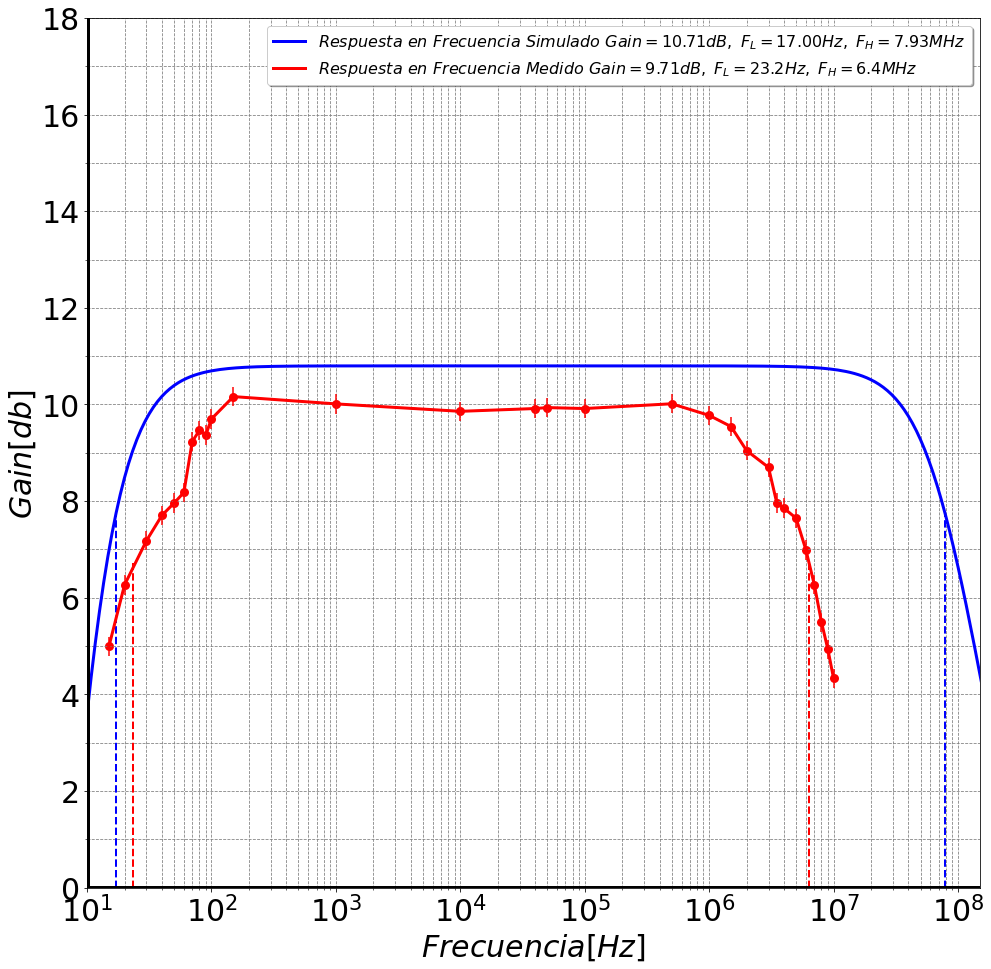 Respuesta en Frecuencia Simulado Gain = 10.71dB, F_L = 17.00Hz, F_H = 7.93MHz
Respuesta en Frecuencia Medido Gain = 9.71dB, F_L = 23.2Hz, F_H = 6.4MHz
18
16
14
12
10
8
6
4
2
0
Gain[db]
10^1 10^2 10^3 10^4 10^5 10^6 10^7 10^8
Frecuencia[Hz]